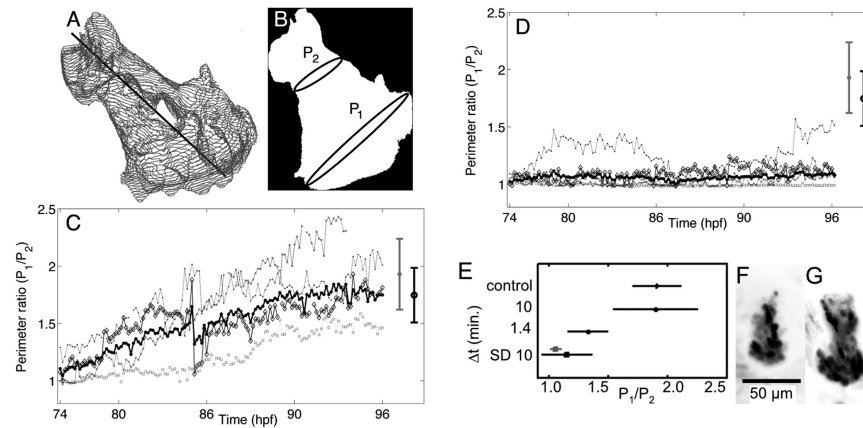 A
B
P2
P1
C
Perimeter ratio (P1/P2)
2.5
2
1.5
1
74
80
86
90
96
Time (hpf)
D
Perimeter ratio (P1/P2)
2.5
2
1.5
1
74
80
86
90
96
Time (hpf)
E
Δt (min.)
control
10
1.4
SD 10
1.0
1.5
2.0
2.5
P1/P2
F
G
50 μm